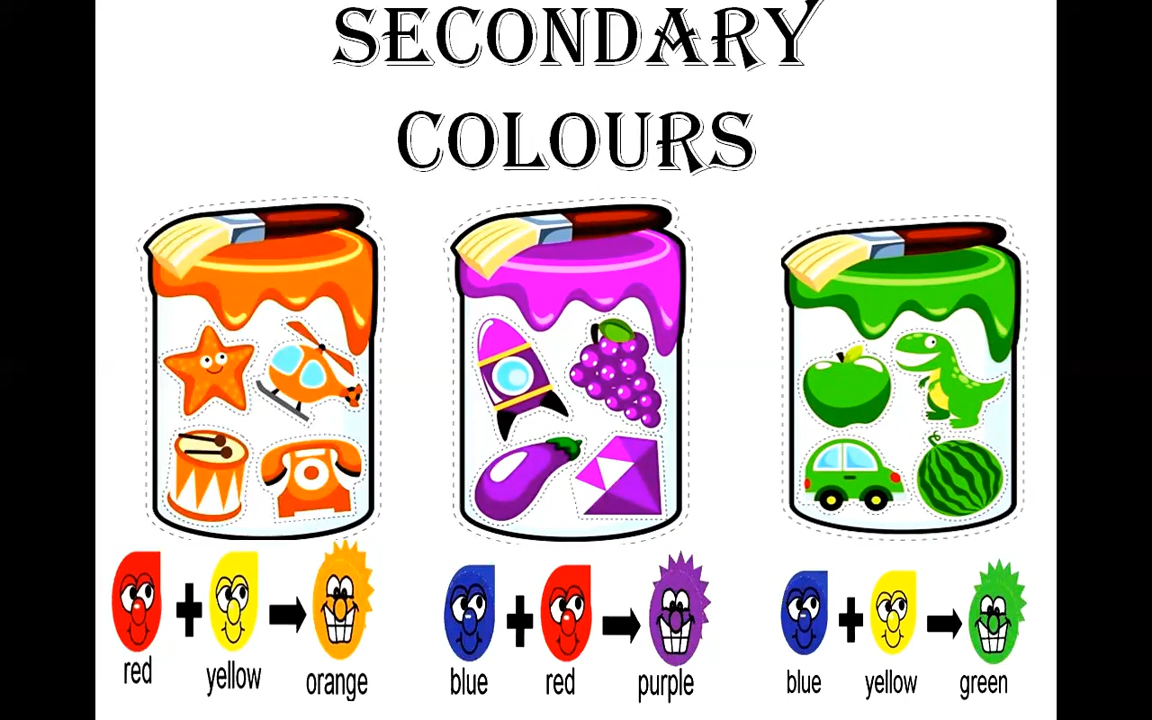 SECONDARY
COLOURS
red + yellow → orange
blue + red → purple
blue + yellow → green